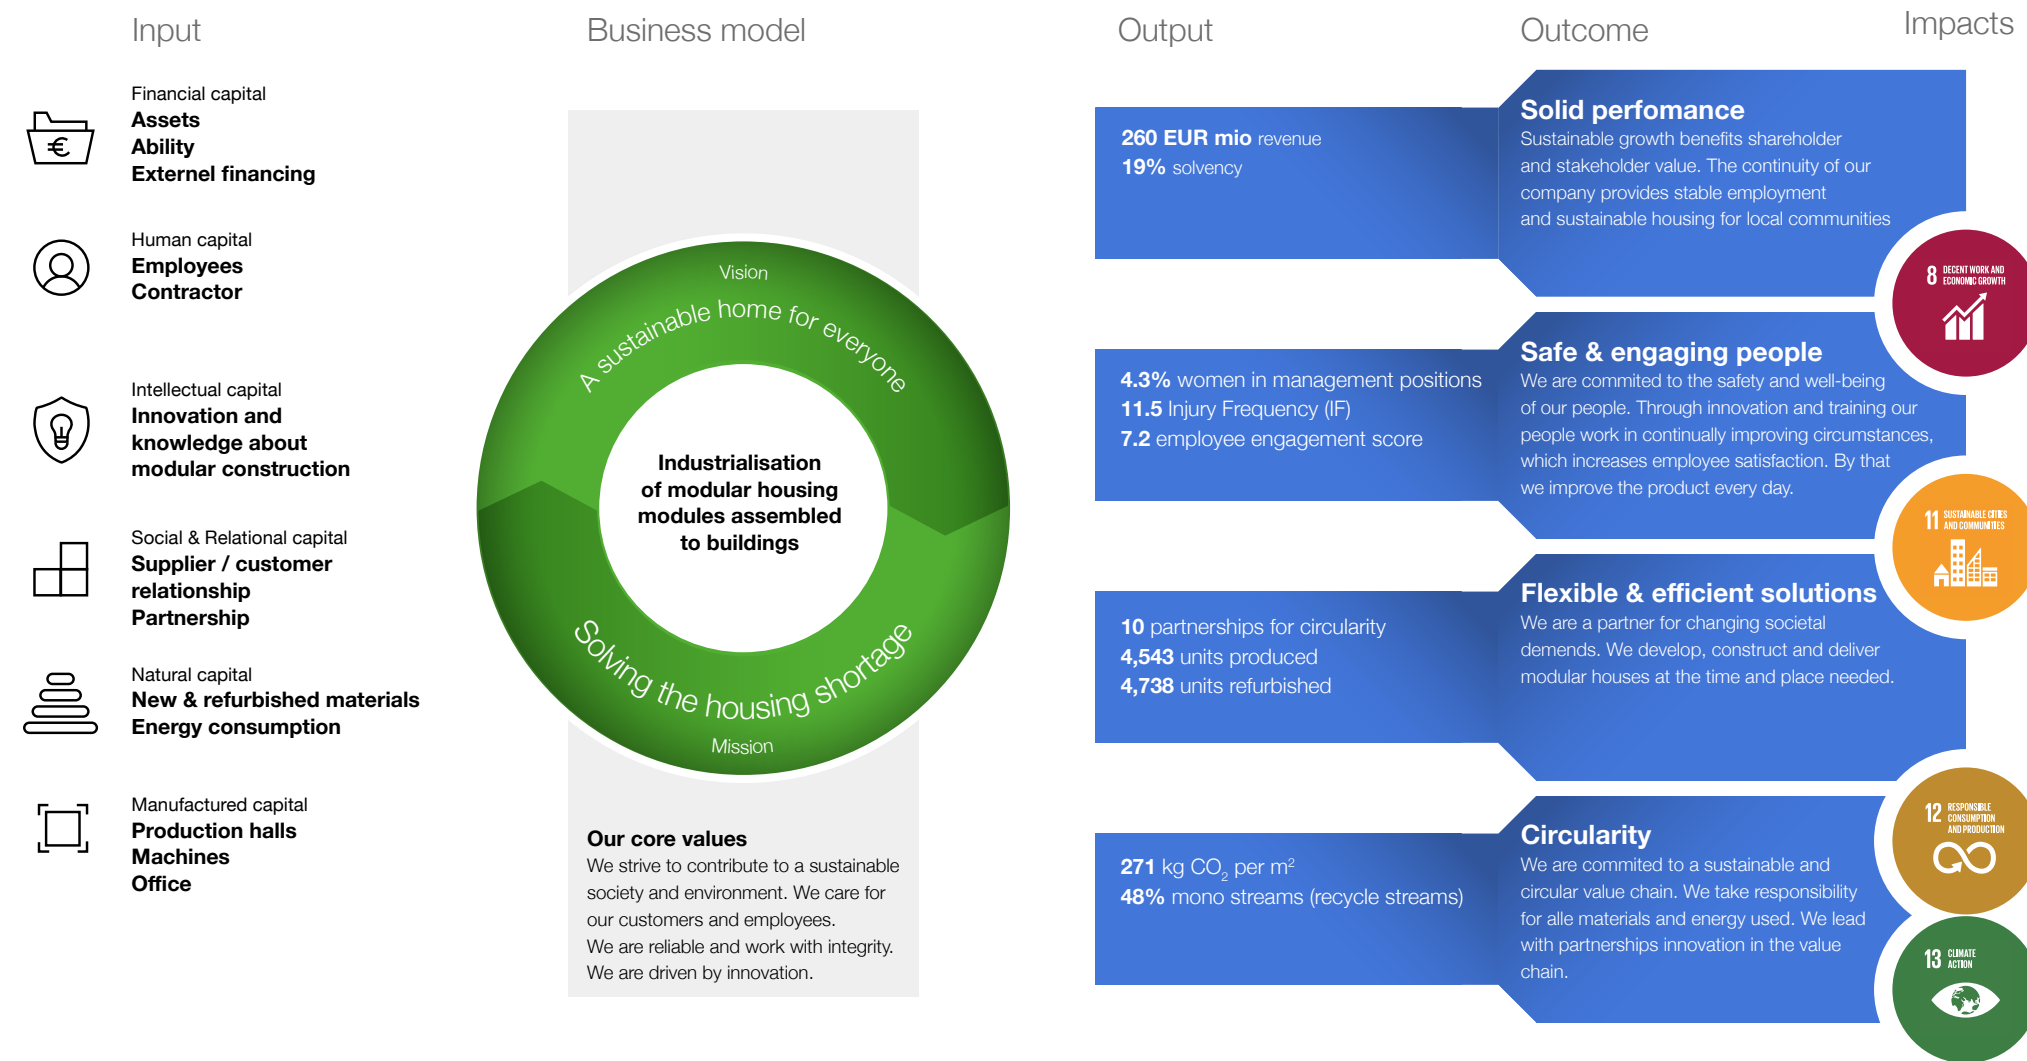 Input
Financial capital
Assets
Ability
Externel financing
Human capital
Employees
Contractor
Intellectual capital
Innovation and
knowledge about
modular construction
Social & Relational capital
Supplier / customer
relationship
Partnership
Natural capital
New & refurbished materials
Energy consumption
Manufactured capital
Production halls
Machines
Office
Business model
Vision
A sustainable home for everyone
Industrialisation
of modular housing
modules assembled
to buildings
Solving the housing shortage
Mission
Our core values
We strive to contribute to a sustainable
society and environment. We care for
our customers and employees.
We are reliable and work with integrity.
We are driven by innovation.
Output
260 EUR mio revenue
19% solvency
4.3% women in management positions
11.5 Injury Frequency (IF)
7.2 employee engagement score
10 partnerships for circularity
4,543 units produced
4,738 units refurbished
271 kg CO₂ per m²
48% mono streams (recycle streams)
Outcome
Solid perfomance
Sustainable growth benefits shareholder
and stakeholder value. The continuity of our
company provides stable employment
and sustainable housing for local communities
Safe & engaging people
We are commited to the safety and well-being
of our people. Through innovation and training our
people work in continually improving circumstances,
which increases employee satisfaction. By that
we improve the product every day.
Flexible & efficient solutions
We are a partner for changing societal
demands. We develop, construct and deliver
modular houses at the time and place needed.
Circularity
We are commited to a sustainable and
circular value chain. We take responsibility
for alle materials and energy used. We lead
with partnerships innovation in the value
chain.
Impacts
8 DECENT WORK AND
ECONOMIC GROWTH
11 SUSTAINABLE CITIES
AND COMMUNITIES
12 RESPONSIBLE
CONSUMPTION
AND PRODUCTION
13 CLIMATE
ACTION